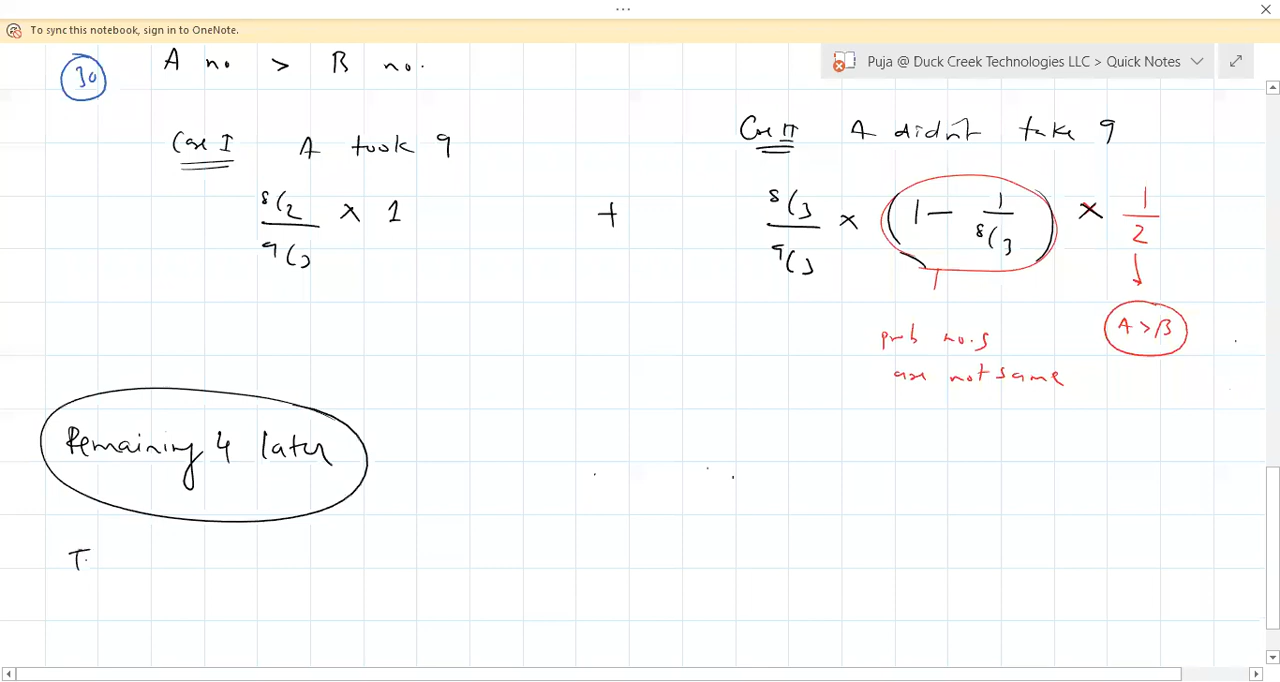 ...
To sync this notebook, sign in to OneNote.
Puja @ Duck Creek Technologies LLC > Quick Notes
30 A no > B no.
Case I A took 9
Case II A didn't take 9
8C2 / 9C3 × 1 + 8C3 / 9C3 × (1 - 1 / 8C3) × 1 / 2
A > B
prob no.s
are not same
Remaining 4 later
T